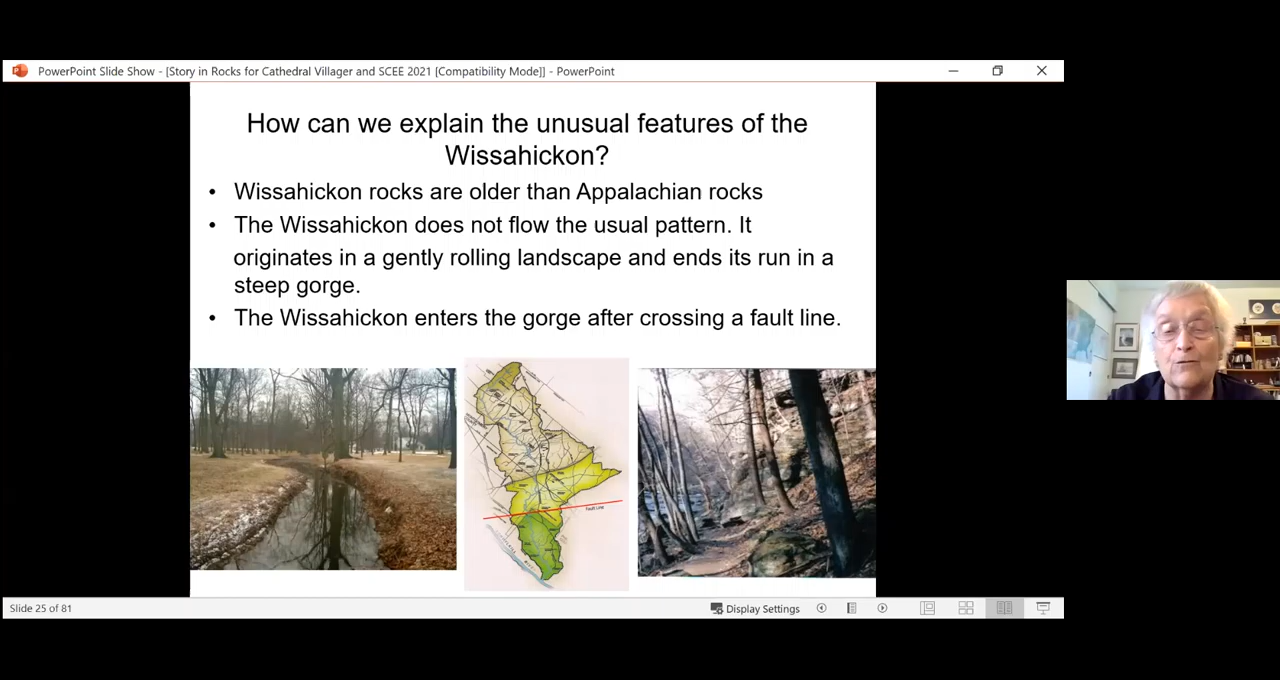 PowerPoint Slide Show - [Story in Rocks for Cathedral Villager and SCEE 2021 [Compatibility Mode]] - PowerPoint
How can we explain the unusual features of the
Wissahickon?
• Wissahickon rocks are older than Appalachian rocks
• The Wissahickon does not flow the usual pattern. It
originates in a gently rolling landscape and ends its run in a
steep gorge.
• The Wissahickon enters the gorge after crossing a fault line.
Fault Line
Slide 25 of 81
Display Settings